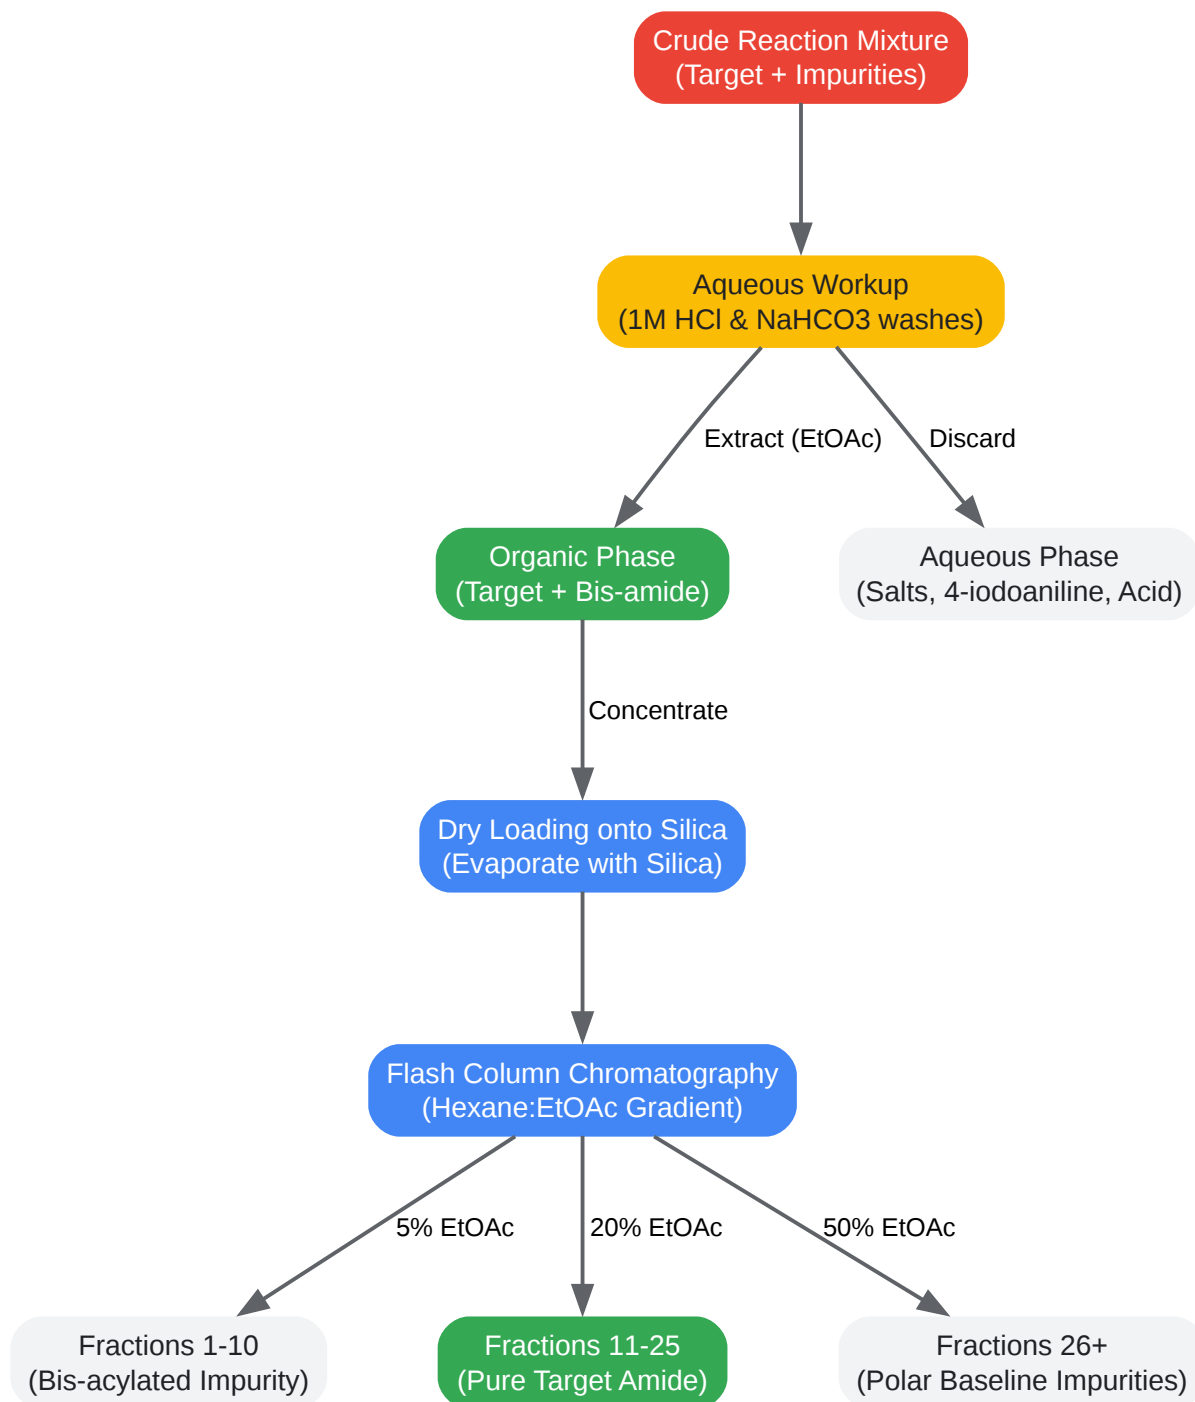 Crude Reaction Mixture
(Target + Impurities)
Aqueous Workup
(1M HCl & NaHCO3 washes)
Extract (EtOAc)
Discard
Organic Phase
(Target + Bis-amide)
Aqueous Phase
(Salts, 4-iodoaniline, Acid)
Concentrate
Dry Loading onto Silica
(Evaporate with Silica)
Flash Column Chromatography
(Hexane:EtOAc Gradient)
5% EtOAc
20% EtOAc
50% EtOAc
Fractions 1-10
(Bis-acylated Impurity)
Fractions 11-25
(Pure Target Amide)
Fractions 26+
(Polar Baseline Impurities)